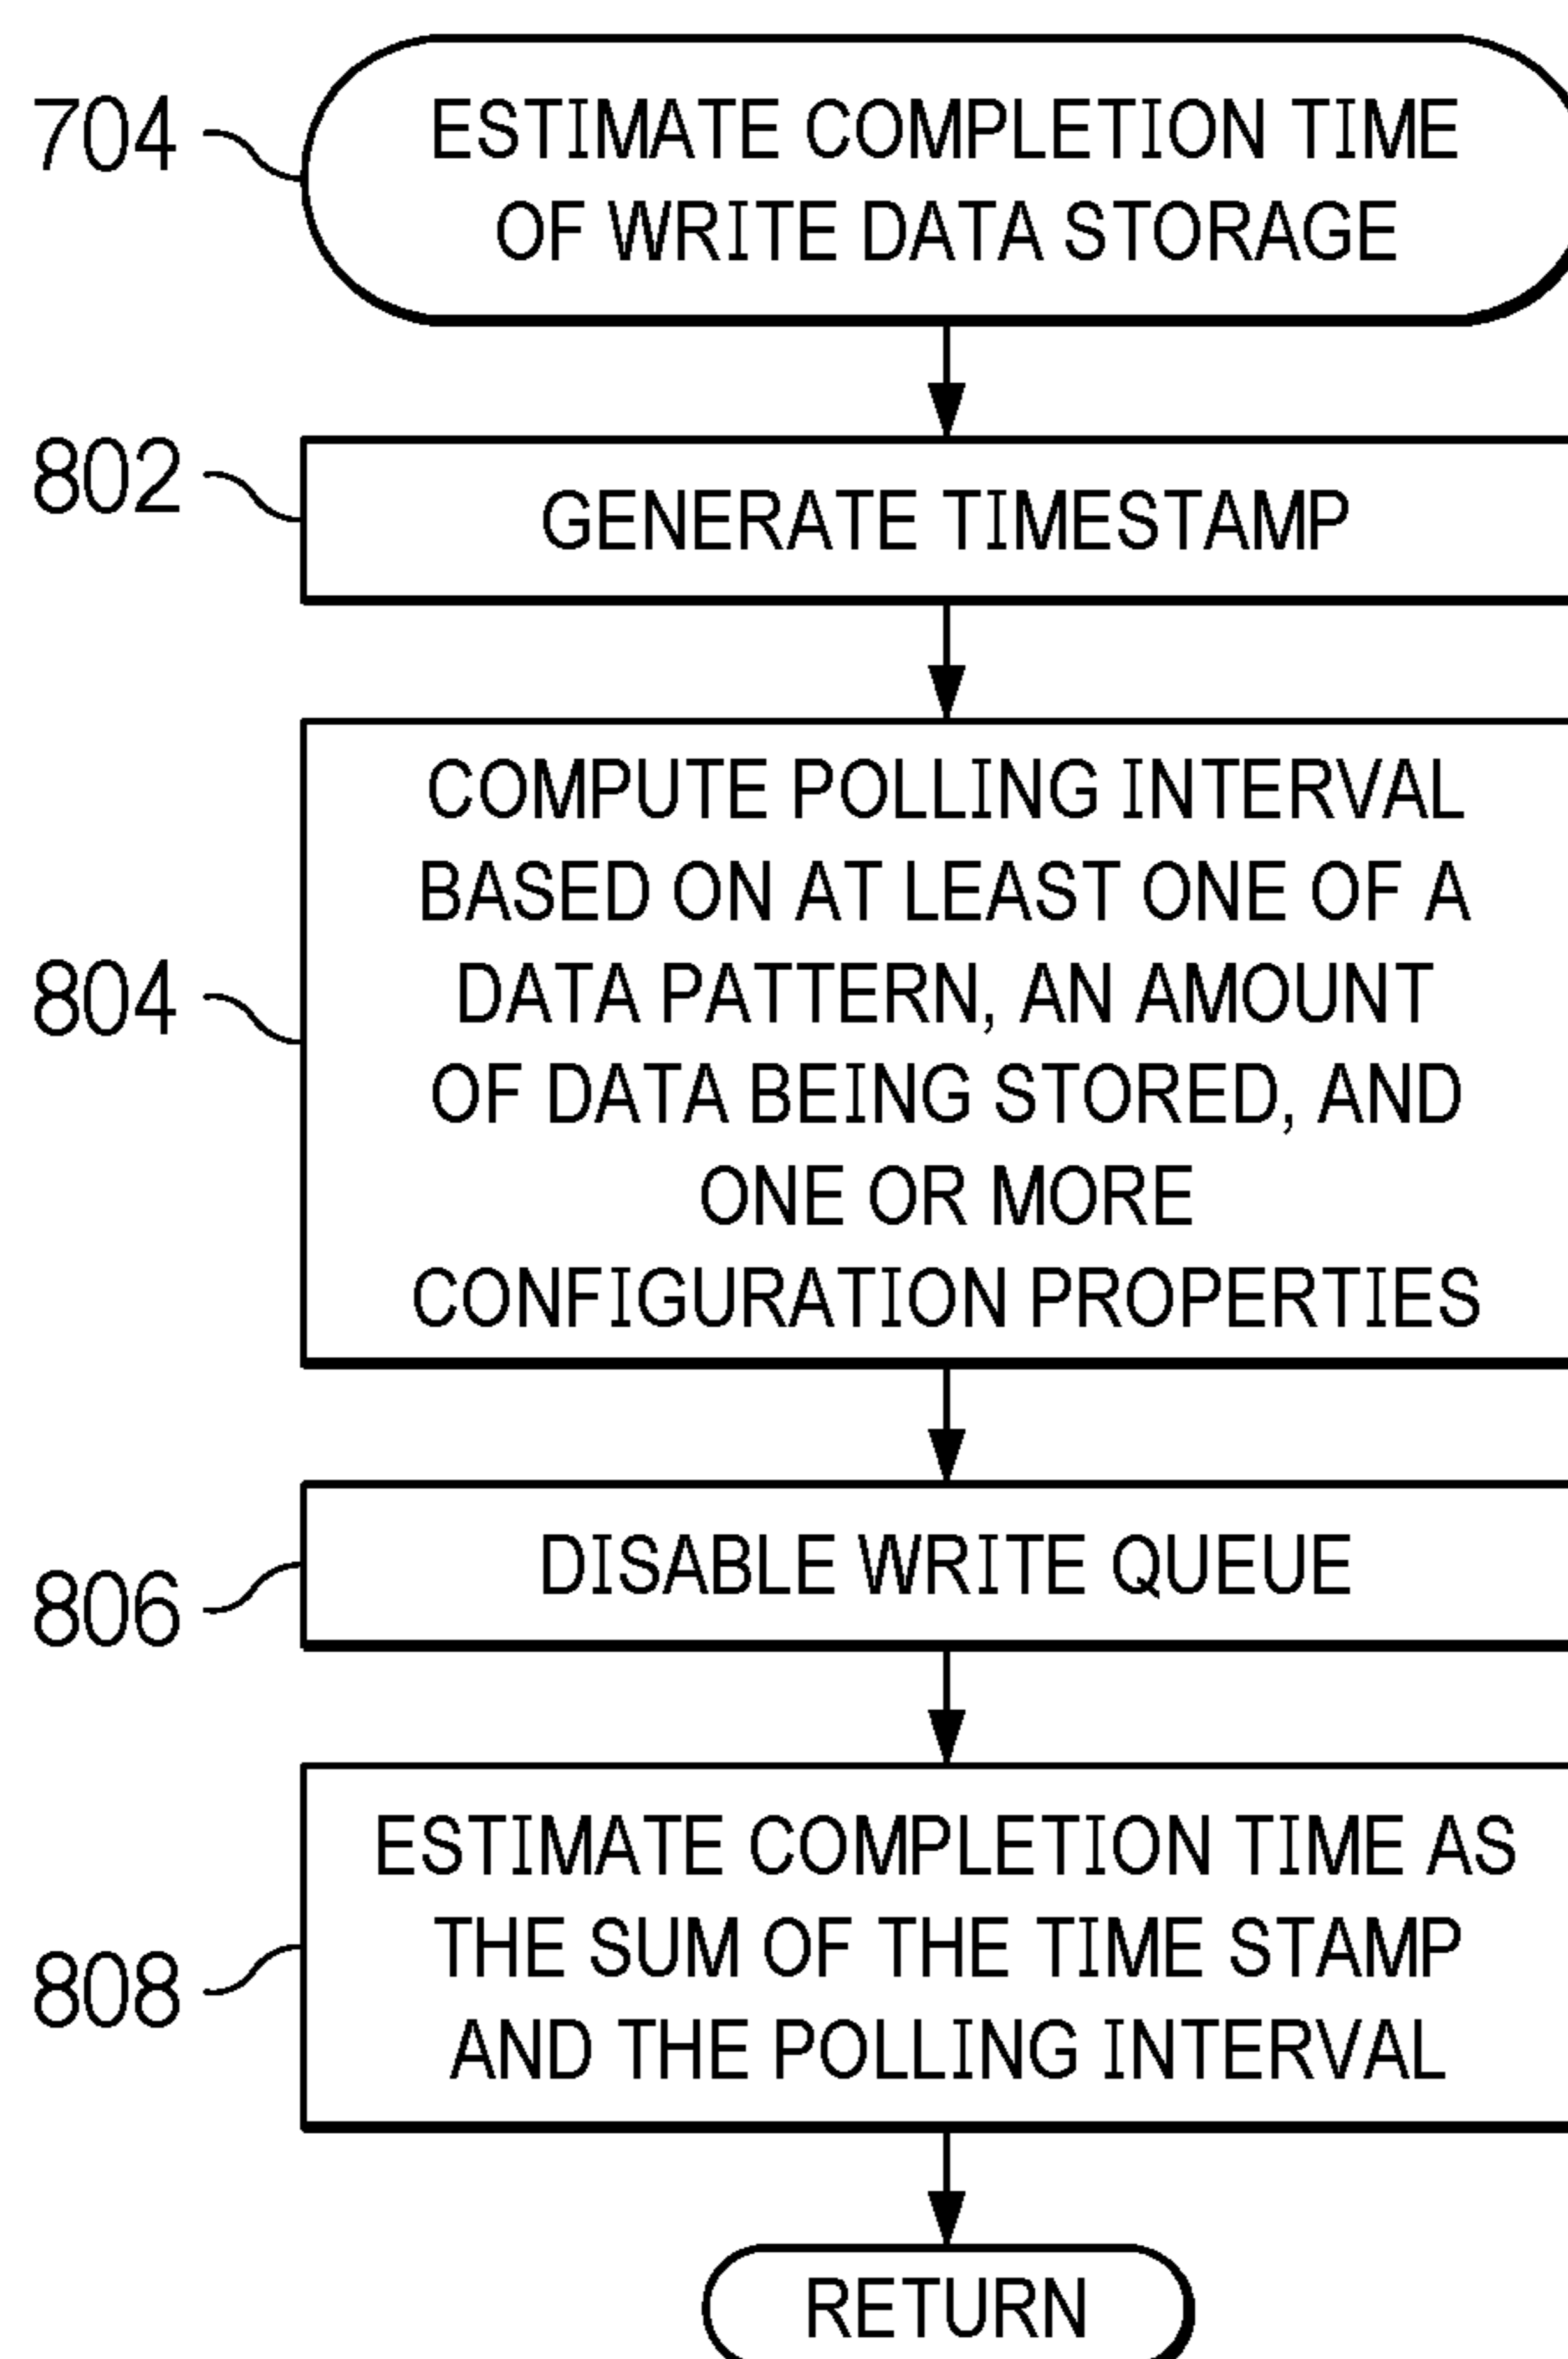 704
ESTIMATE COMPLETION TIME
OF WRITE DATA STORAGE
802
GENERATE TIMESTAMP
804
COMPUTE POLLING INTERVAL
BASED ON AT LEAST ONE OF A
DATA PATTERN, AN AMOUNT
OF DATA BEING STORED, AND
ONE OR MORE
CONFIGURATION PROPERTIES
806
DISABLE WRITE QUEUE
808
ESTIMATE COMPLETION TIME AS
THE SUM OF THE TIME STAMP
AND THE POLLING INTERVAL
RETURN